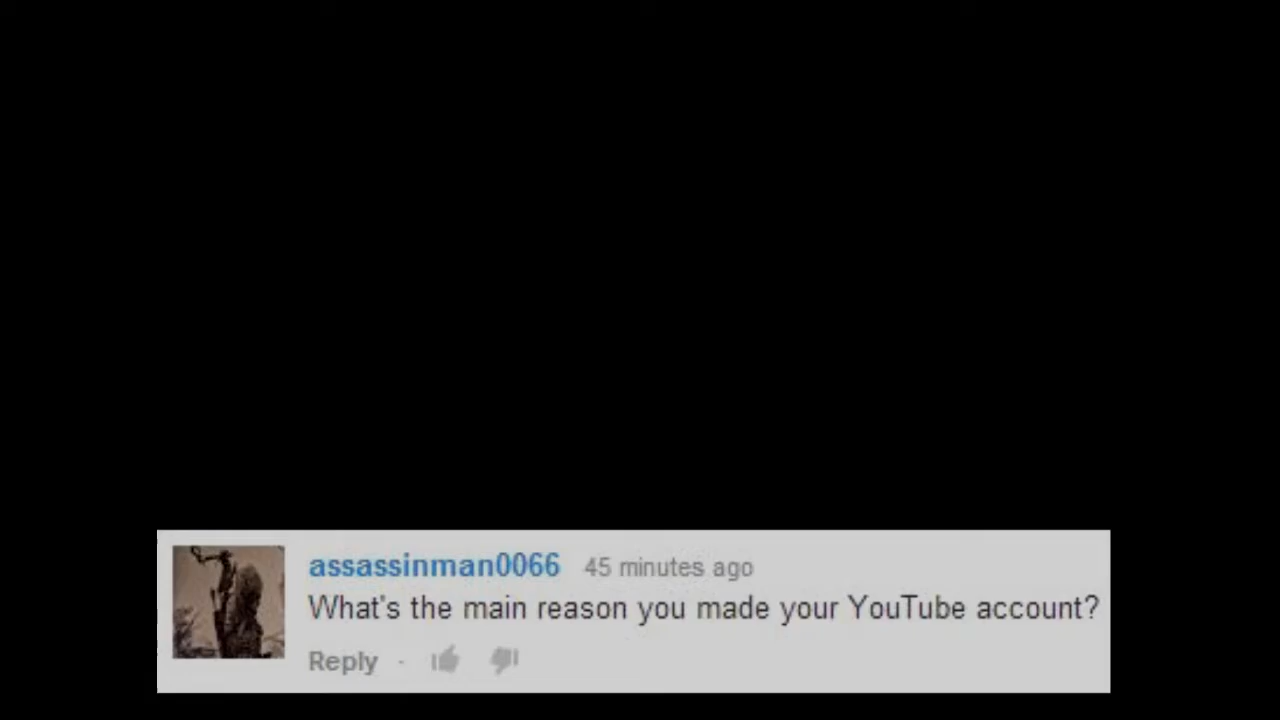 assassinman0066 45 minutes ago
What's the main reason you made your YouTube account?
Reply ·